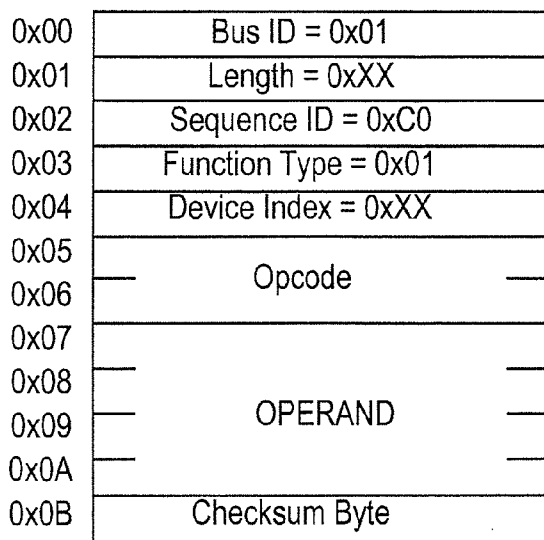 0x00 Bus ID = 0x01
0x01 Length = 0xXX
0x02 Sequence ID = 0xC0
0x03 Function Type = 0x01
0x04 Device Index = 0xXX
0x05
Opcode
0x06
0x07
0x08
OPERAND
0x09
0x0A
0x0B Checksum Byte